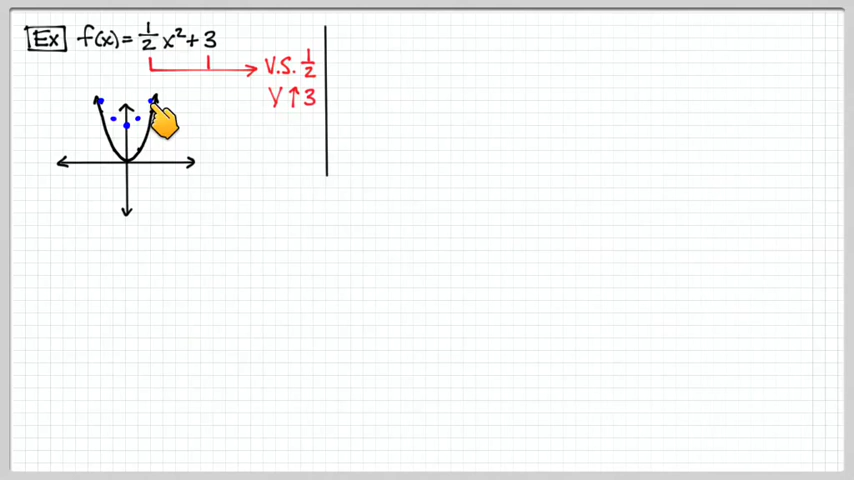 Ex f(x) = 1/2 x² + 3
V.S. 1/2
Y ↑ 3